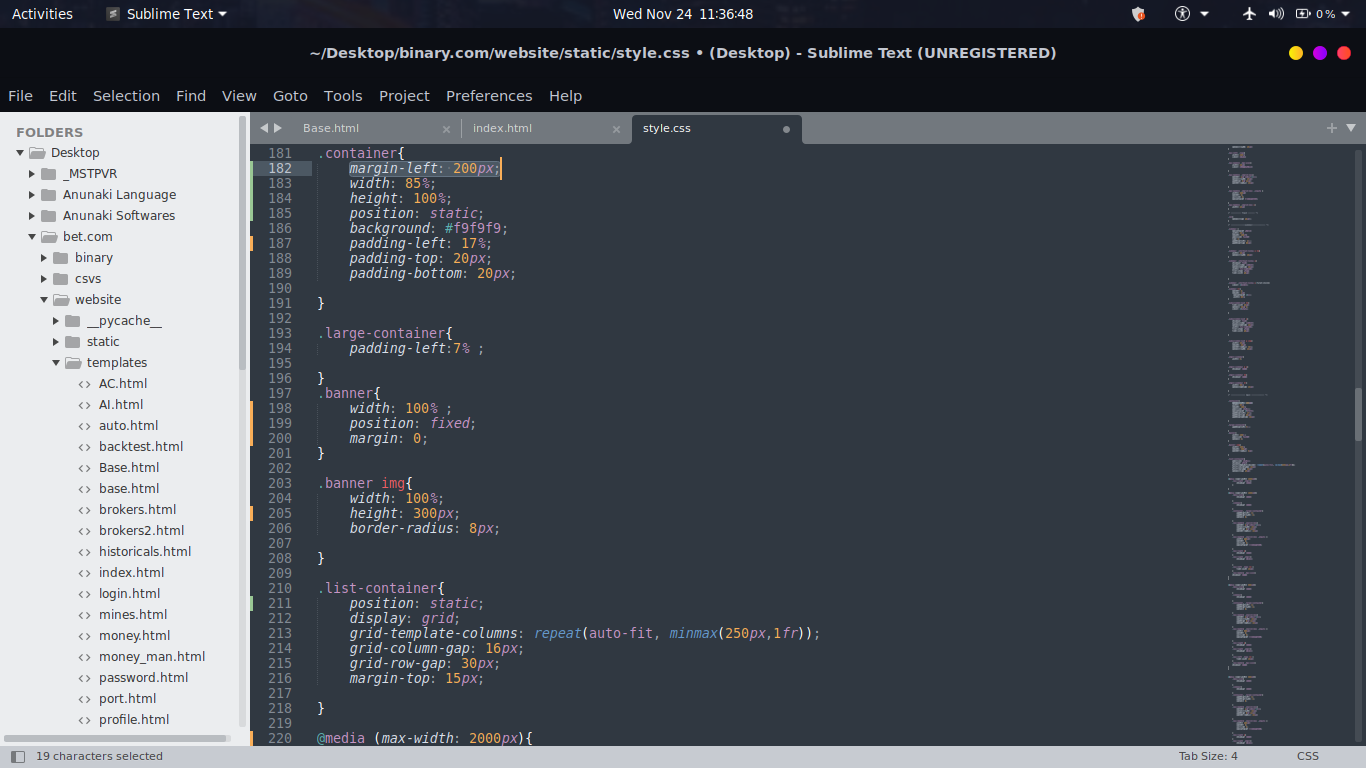 Activities Sublime Text Wed Nov 24 11:36:48 0 %
~/Desktop/binary.com/website/static/style.css • (Desktop) - Sublime Text (UNREGISTERED)
File Edit Selection Find View Goto Tools Project Preferences Help
FOLDERS
Desktop
_MSTPVR
Anunaki Language
Anunaki Softwares
bet.com
binary
csvs
website
__pycache__
static
templates
AC.html
AI.html
auto.html
backtest.html
Base.html
base.html
brokers.html
brokers2.html
historicals.html
index.html
login.html
mines.html
money.html
money_man.html
password.html
port.html
profile.html
Base.html × index.html × style.css •
181 .container{
182 margin-left: 200px;
183 width: 85%;
184 height: 100%;
185 position: static;
186 background: #f9f9f9;
187 padding-left: 17%;
188 padding-top: 20px;
189 padding-bottom: 20px;
190
191 }
192
193 .large-container{
194 padding-left:7% ;
195
196 }
197 .banner{
198 width: 100% ;
199 position: fixed;
200 margin: 0;
201 }
202
203 .banner img{
204 width: 100%;
205 height: 300px;
206 border-radius: 8px;
207
208 }
209
210 .list-container{
211 position: static;
212 display: grid;
213 grid-template-columns: repeat(auto-fit, minmax(250px,1fr));
214 grid-column-gap: 16px;
215 grid-row-gap: 30px;
216 margin-top: 15px;
217
218 }
219
220 @media (max-width: 2000px){
19 characters selected Tab Size: 4 CSS